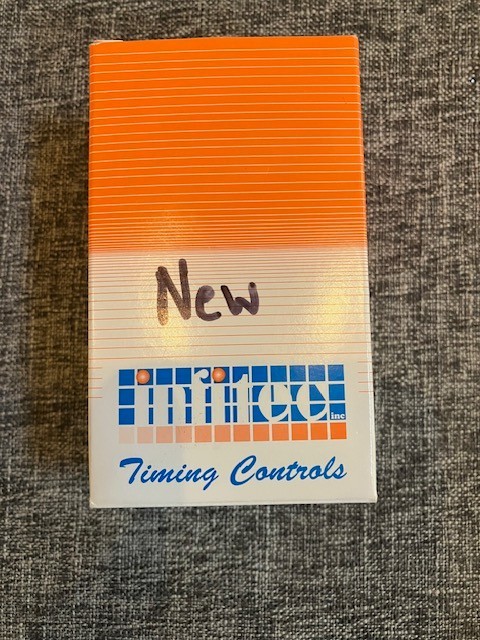 New
infitec
inc
Timing Controls